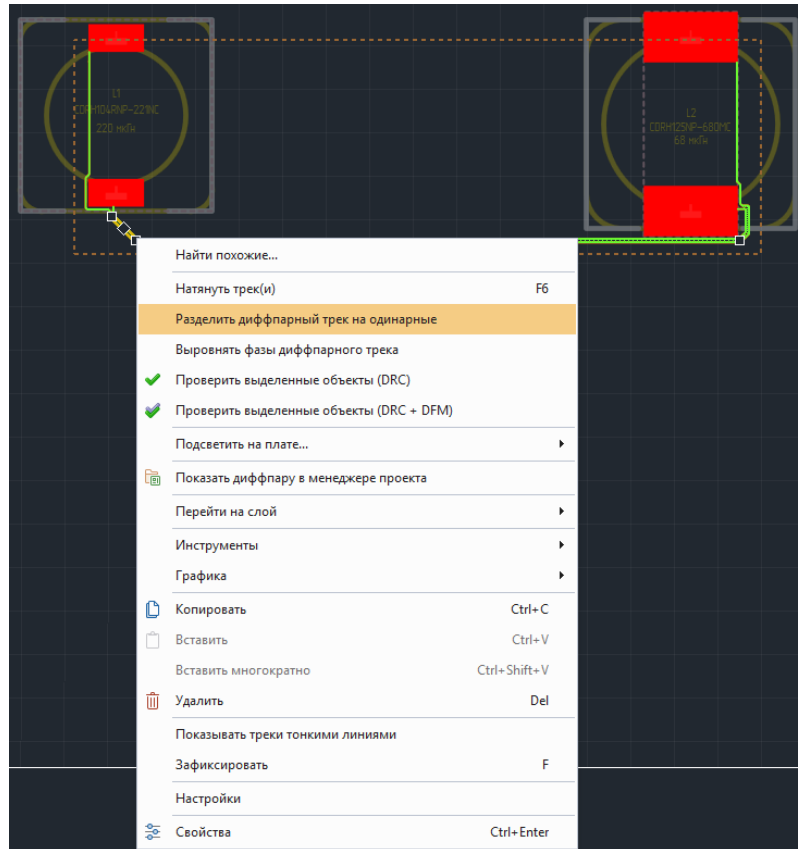 L1
CDRH104RNP-221NC
220 мкГн
L2
CDRH125NP-680MC
68 мкГн
Найти похожие...
Натянуть трек(и) F6
Разделить диффпарный трек на одинарные
Выровнять фазы диффпарного трека
Проверить выделенные объекты (DRC)
Проверить выделенные объекты (DRC + DFM)
Подсветить на плате...
Показать диффпару в менеджере проекта
Перейти на слой
Инструменты
Графика
Копировать Ctrl+C
Вставить Ctrl+V
Вставить многократно Ctrl+Shift+V
Удалить Del
Показывать треки тонкими линиями
Зафиксировать F
Настройки
Свойства Ctrl+Enter